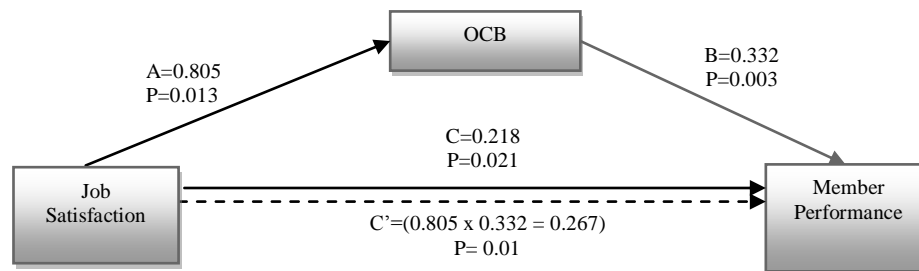 OCB
A=0.805
P=0.013
B=0.332
P=0.003
C=0.218
P=0.021
Job
Satisfaction
Member
Performance
C’=(0.805 x 0.332 = 0.267)
P= 0.01